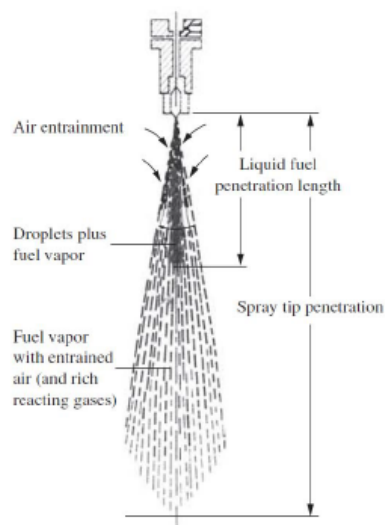 Air entrainment
Liquid fuel
penetration length
Droplets plus
fuel vapor
Spray tip penetration
Fuel vapor
with entrained
air (and rich
reacting gases)